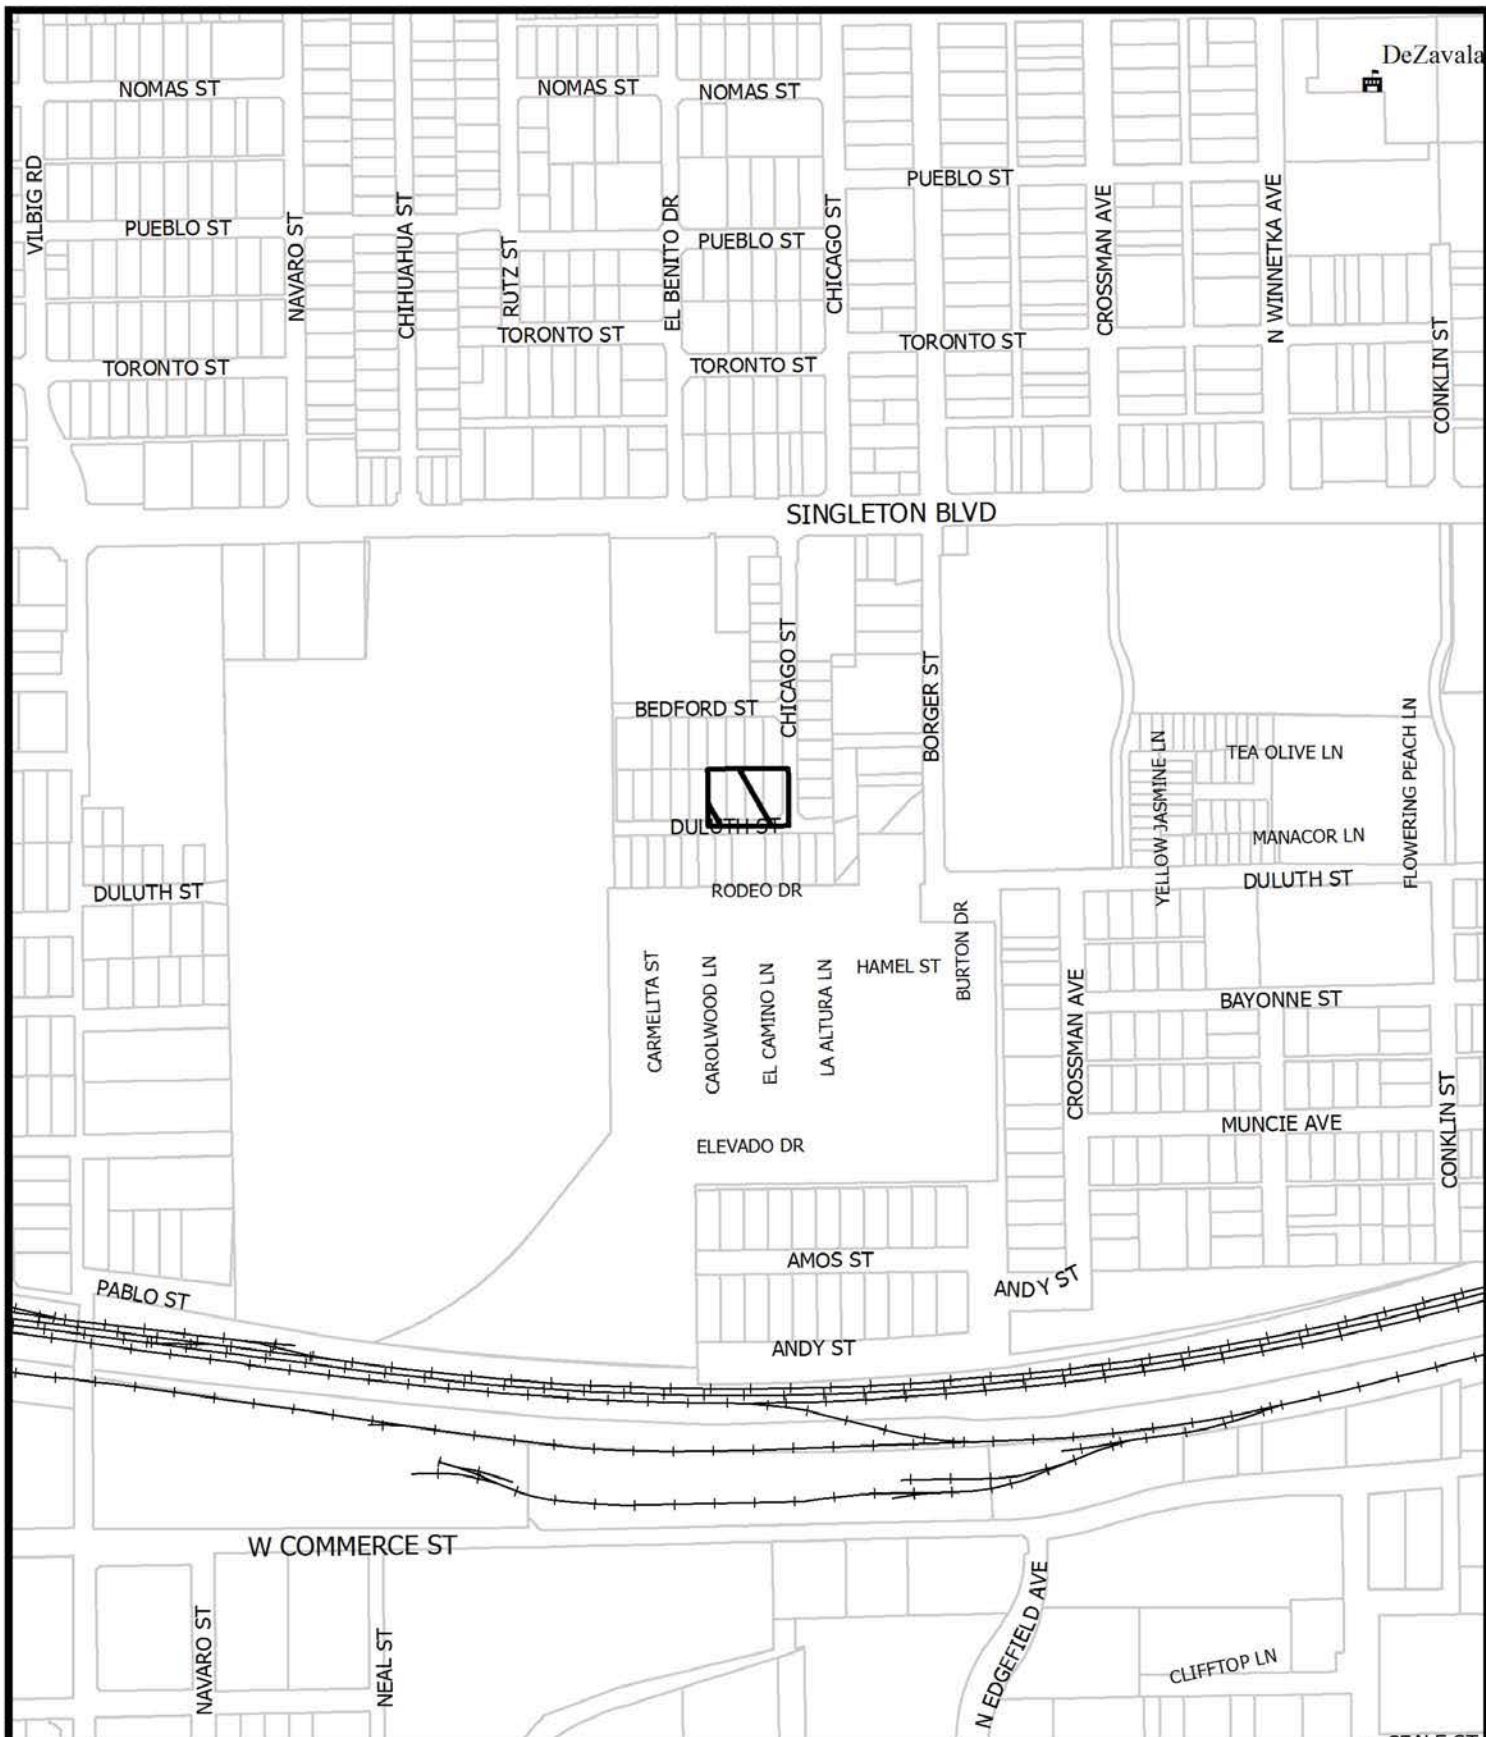 DeZavala
NOMAS ST
NOMAS ST
NOMAS ST
VILBIG RD
PUEBLO ST
PUEBLO ST
PUEBLO ST
NAVARO ST
CHIHUAHUA ST
RUTZ ST
EL BENITO DR
CHICAGO ST
CROSSMAN AVE
N WINNETKA AVE
TORONTO ST
TORONTO ST
TORONTO ST
TORONTO ST
CONKLIN ST
SINGLETON BLVD
BEDFORD ST
CHICAGO ST
BORGER ST
YELLOW JASMINE LN
TEA OLIVE LN
FLOWERING PEACH LN
DULUTH ST
MANACOR LN
DULUTH ST
RODEO DR
DULUTH ST
CARMELITA ST
CAROLWOOD LN
EL CAMINO LN
LA ALTURA LN
HAMEL ST
BURTON DR
CROSSMAN AVE
BAYONNE ST
MUNCIE AVE
CONKLIN ST
ELEVADO DR
AMOS ST
ANDY ST
PABLO ST
ANDY ST
W COMMERCE ST
NAVARO ST
NEAL ST
N EDGEFIELD AVE
CLIFFTOP LN